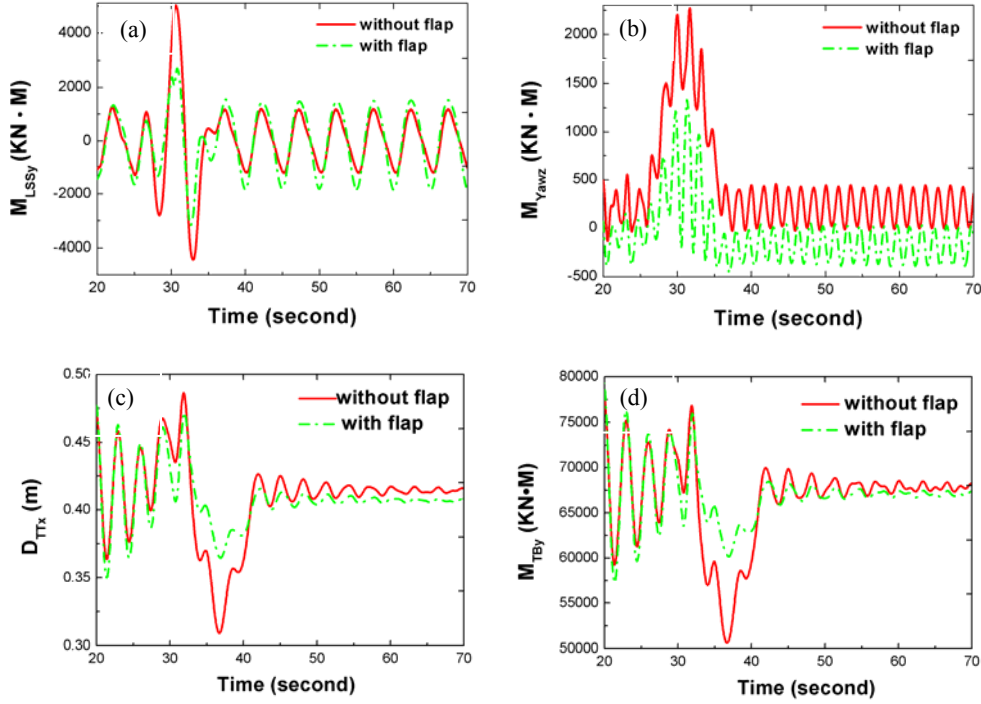 (a)
without flap
with flap
M_LSSy (KN · M)
4000
2000
0
-2000
4000
20 30 40 50 60 70
Time (second)
(b)
without flap
with flap
M_Yawz (KN · M)
2000
1500
1000
500
0
-500
20 30 40 50 60 70
Time (second)
(c)
without flap
with flap
D_TTx (m)
0.50
0.45
0.40
0.35
0.30
20 30 40 50 60 70
Time (second)
(d)
without flap
with flap
M_TBy (KN•M)
80000
75000
70000
65000
60000
55000
50000
20 30 40 50 60 70
Time (second)